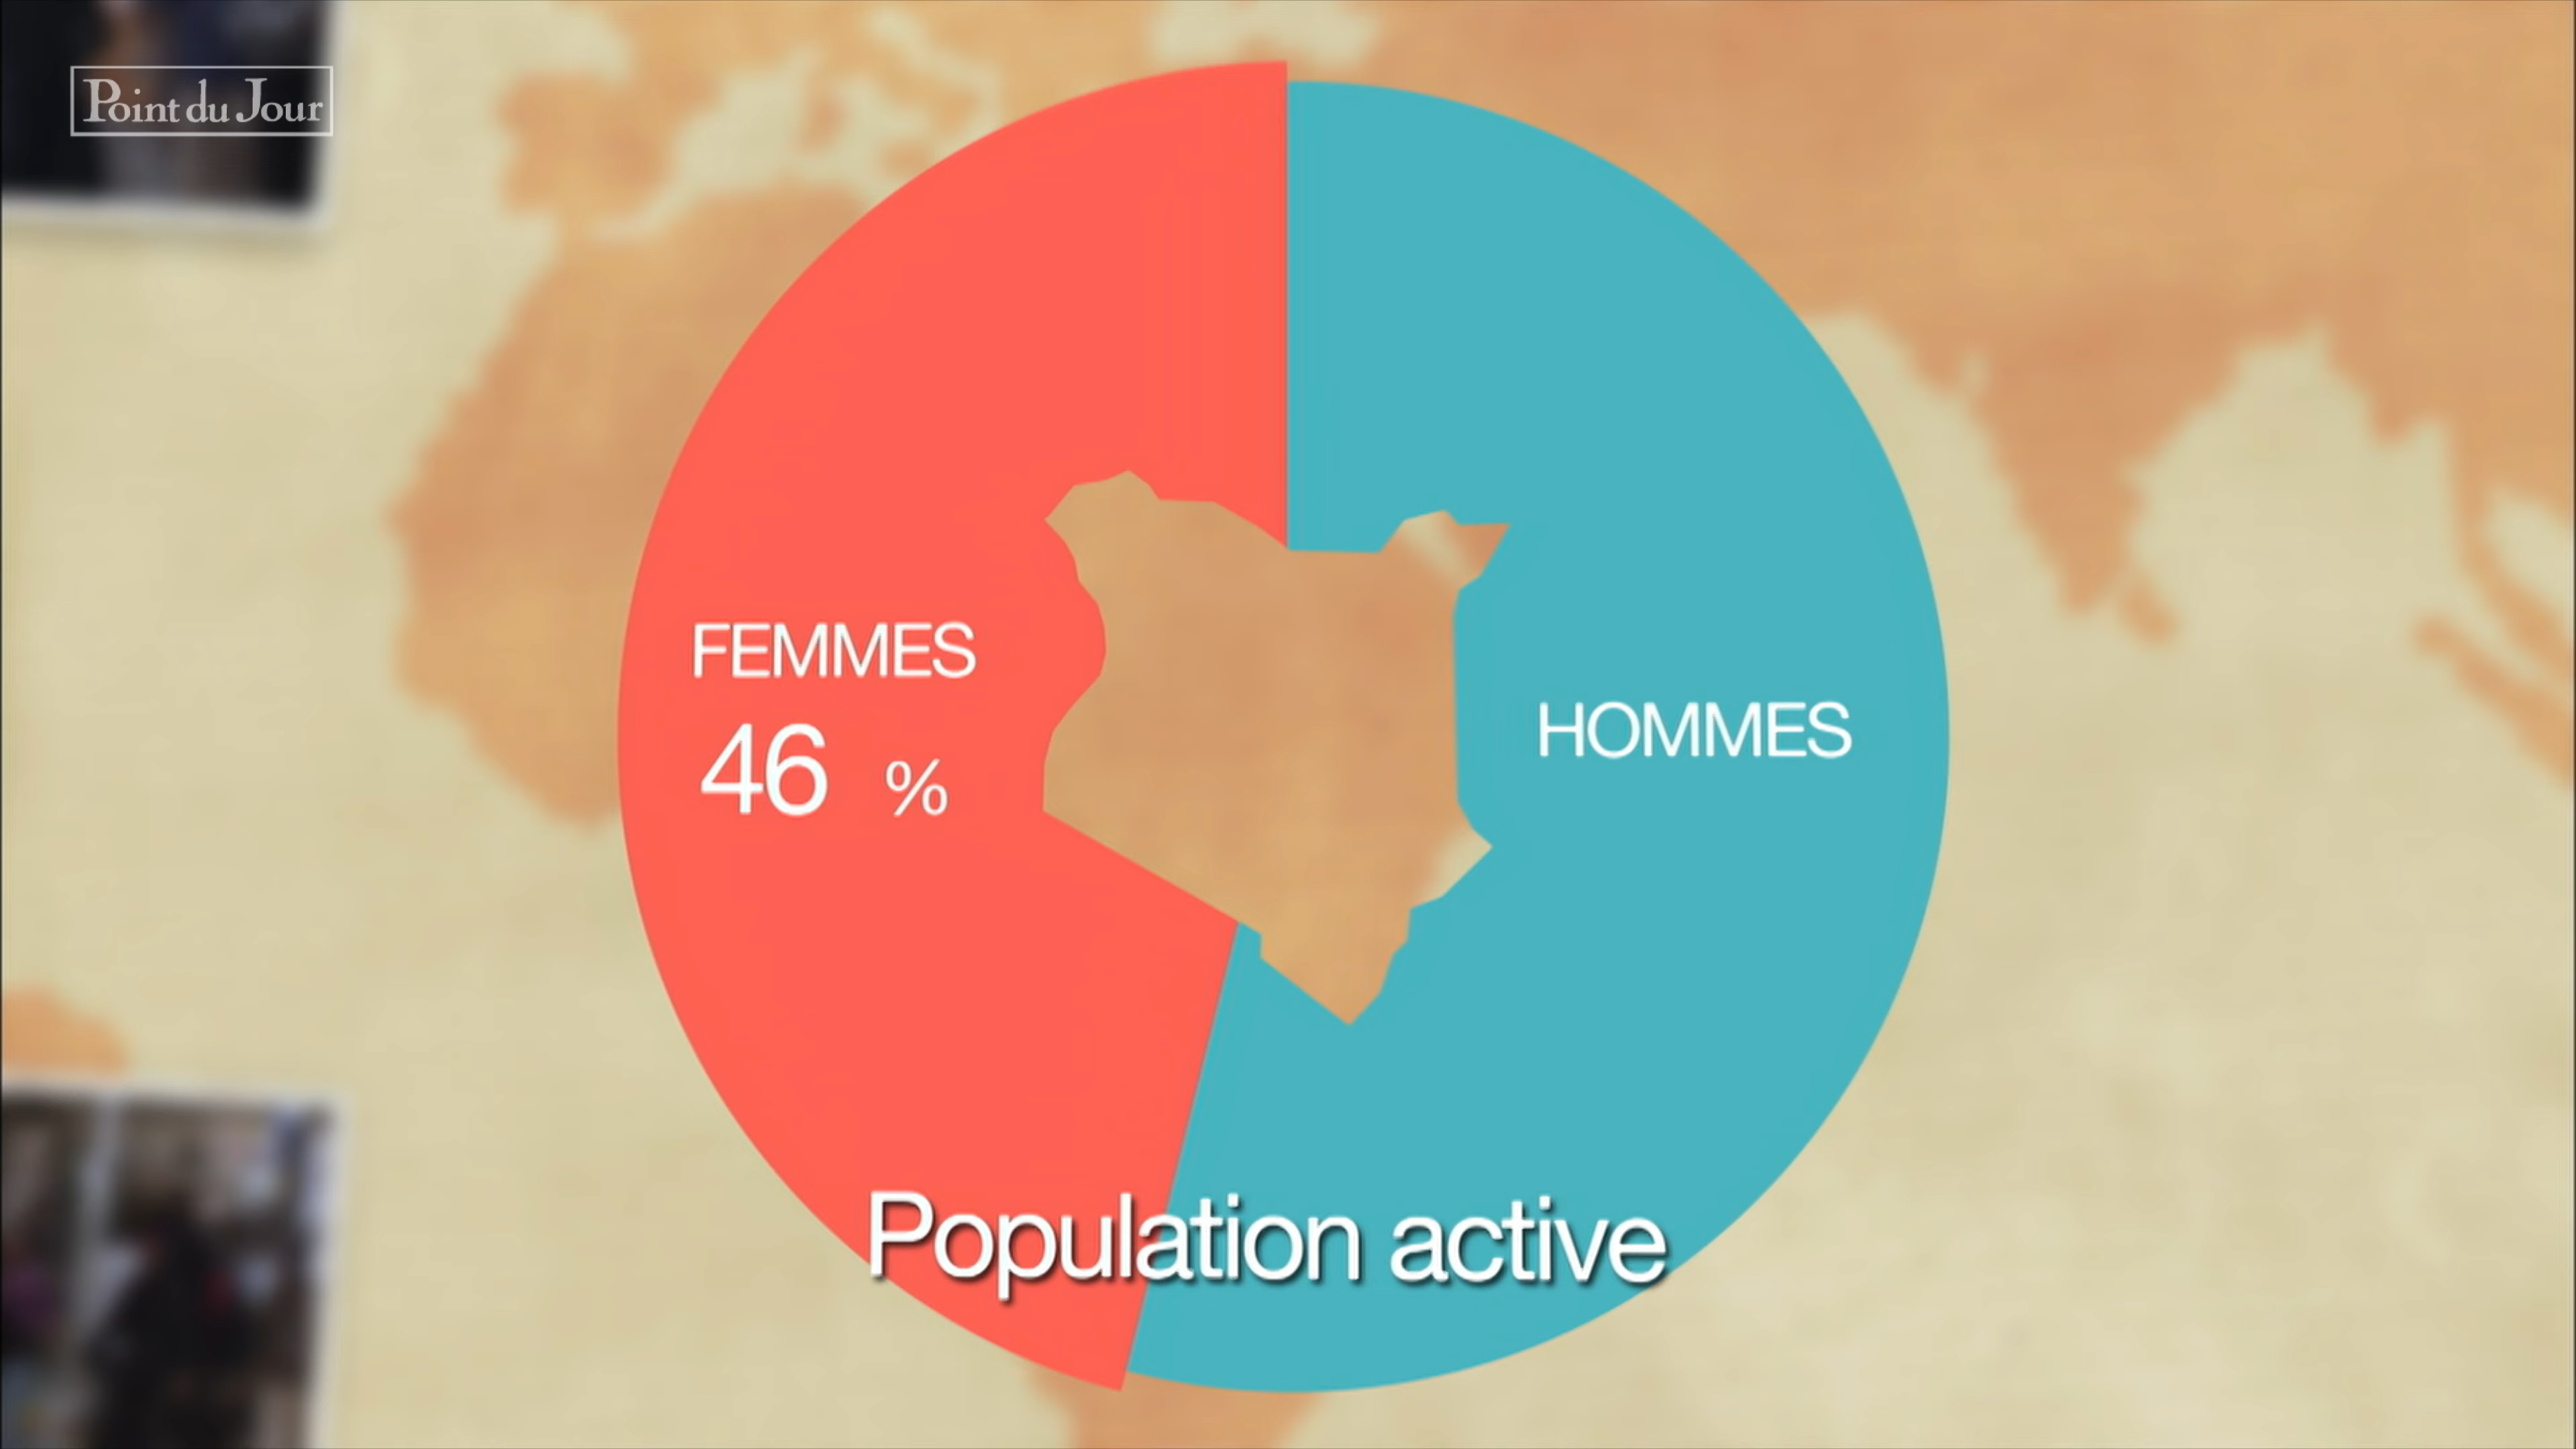 Point du Jour
FEMMES
46 %
HOMMES
Population active